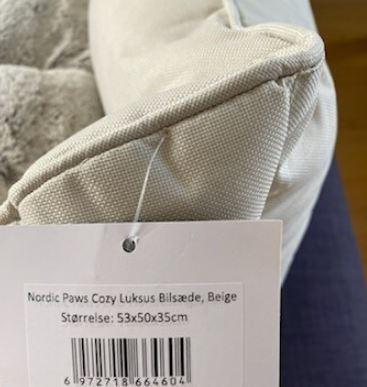 Nordic Paws Cozy Luksus Bilsæde, Beige
Størrelse: 53x50x35cm
6 972718 664604